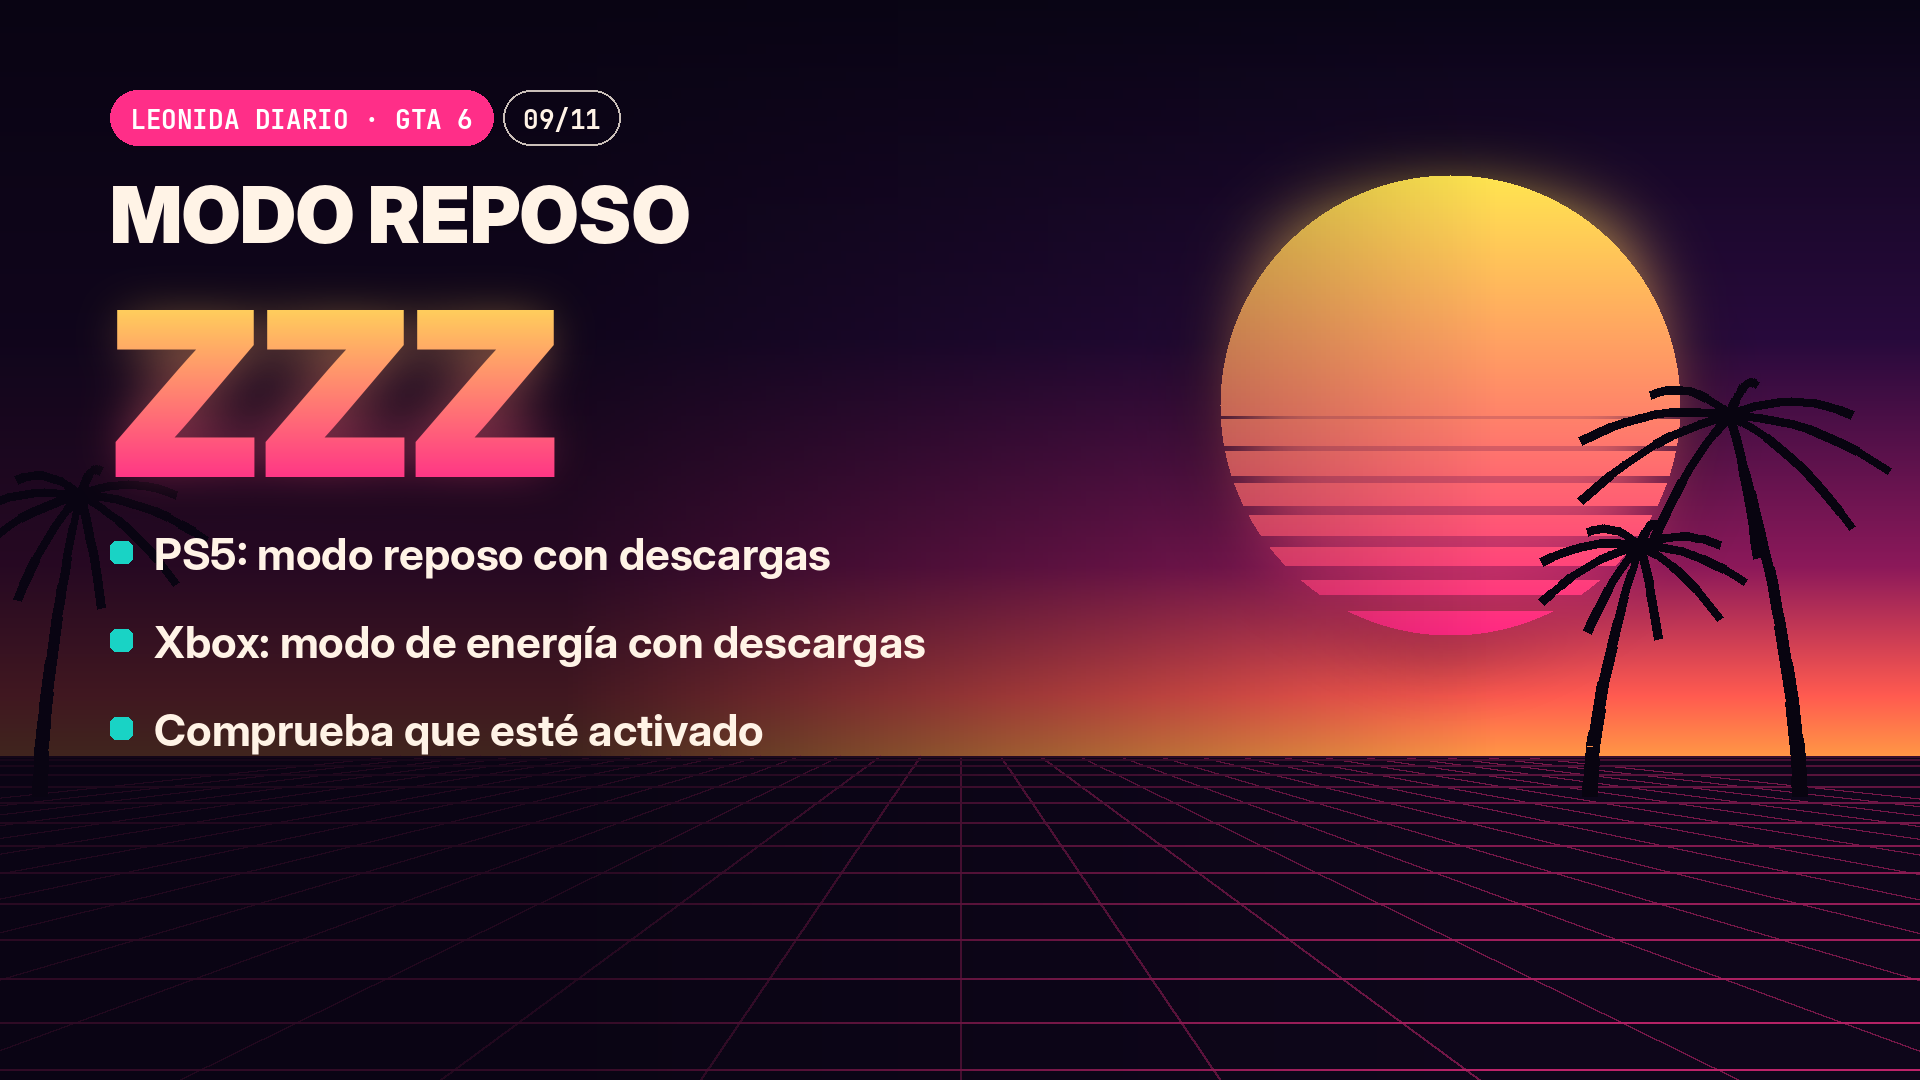 LEONIDA DIARIO · GTA 6
09/11
MODO REPOSO
ZZZ
PS5: modo reposo con descargas
Xbox: modo de energía con descargas
Comprueba que esté activado